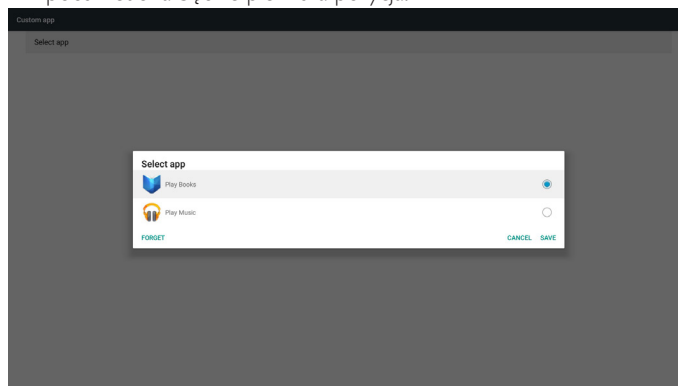 Custom app
Select app
Select app
Play Books
Play Music
FORGET
CANCEL SAVE